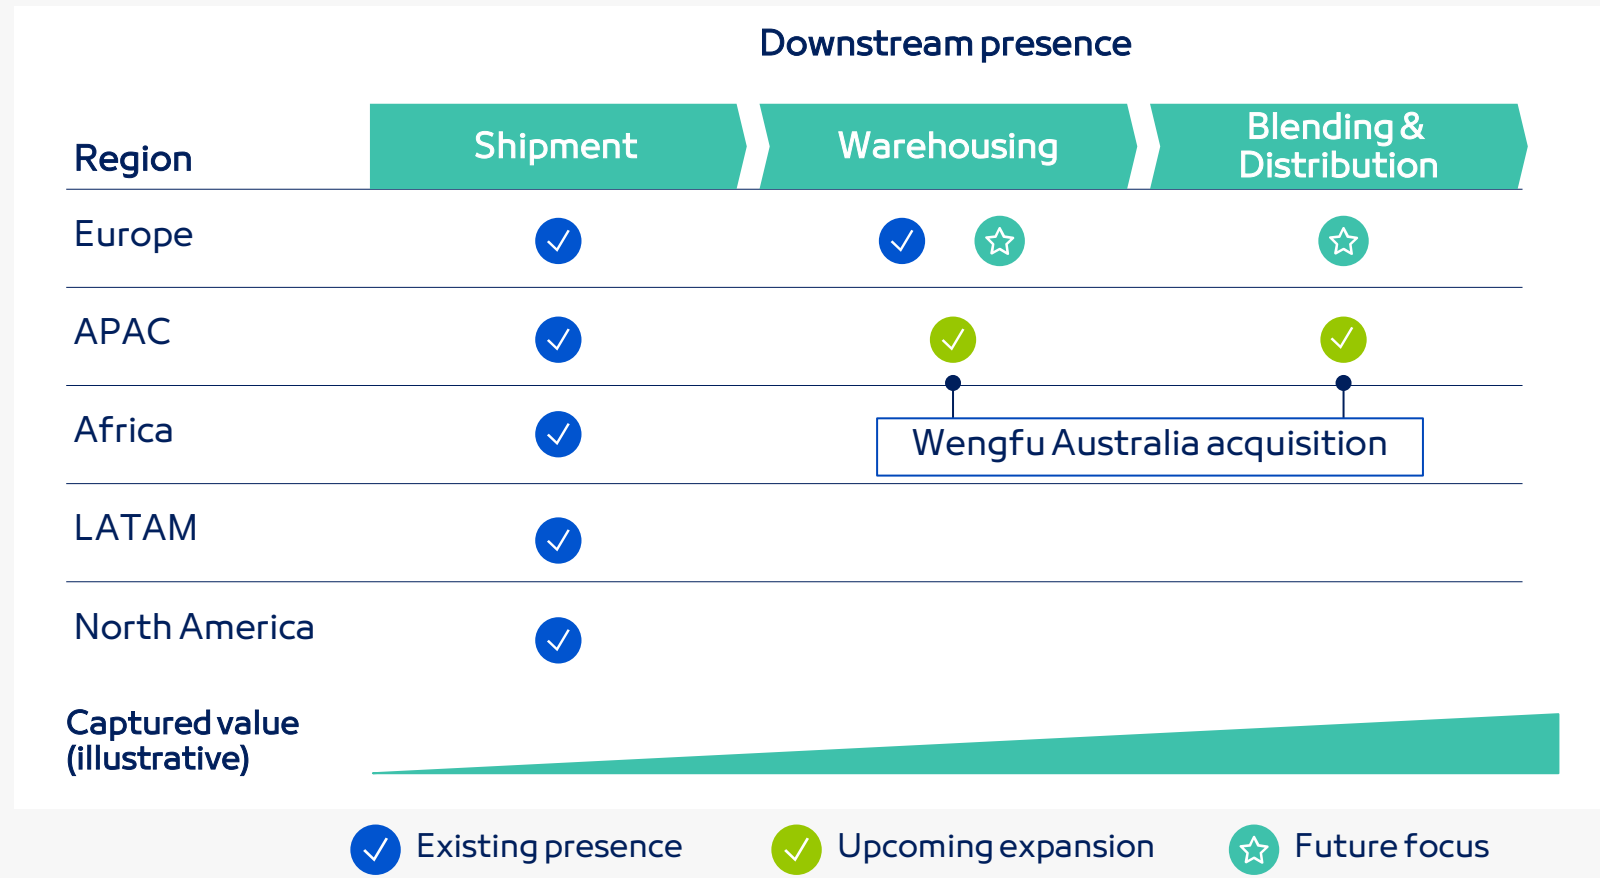 Downstream presence
Region
Shipment
Warehousing
Blending &
Distribution
Europe
APAC
Africa
Wengfu Australia acquisition
LATAM
North America
Captured value
(illustrative)
Existing presence
Upcoming expansion
Future focus